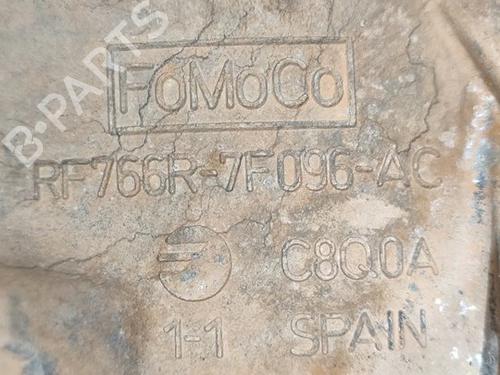 B-PARTS
FoMoCo
RF766R-7F096-AC
C8Q0A
1-1 SPAIN